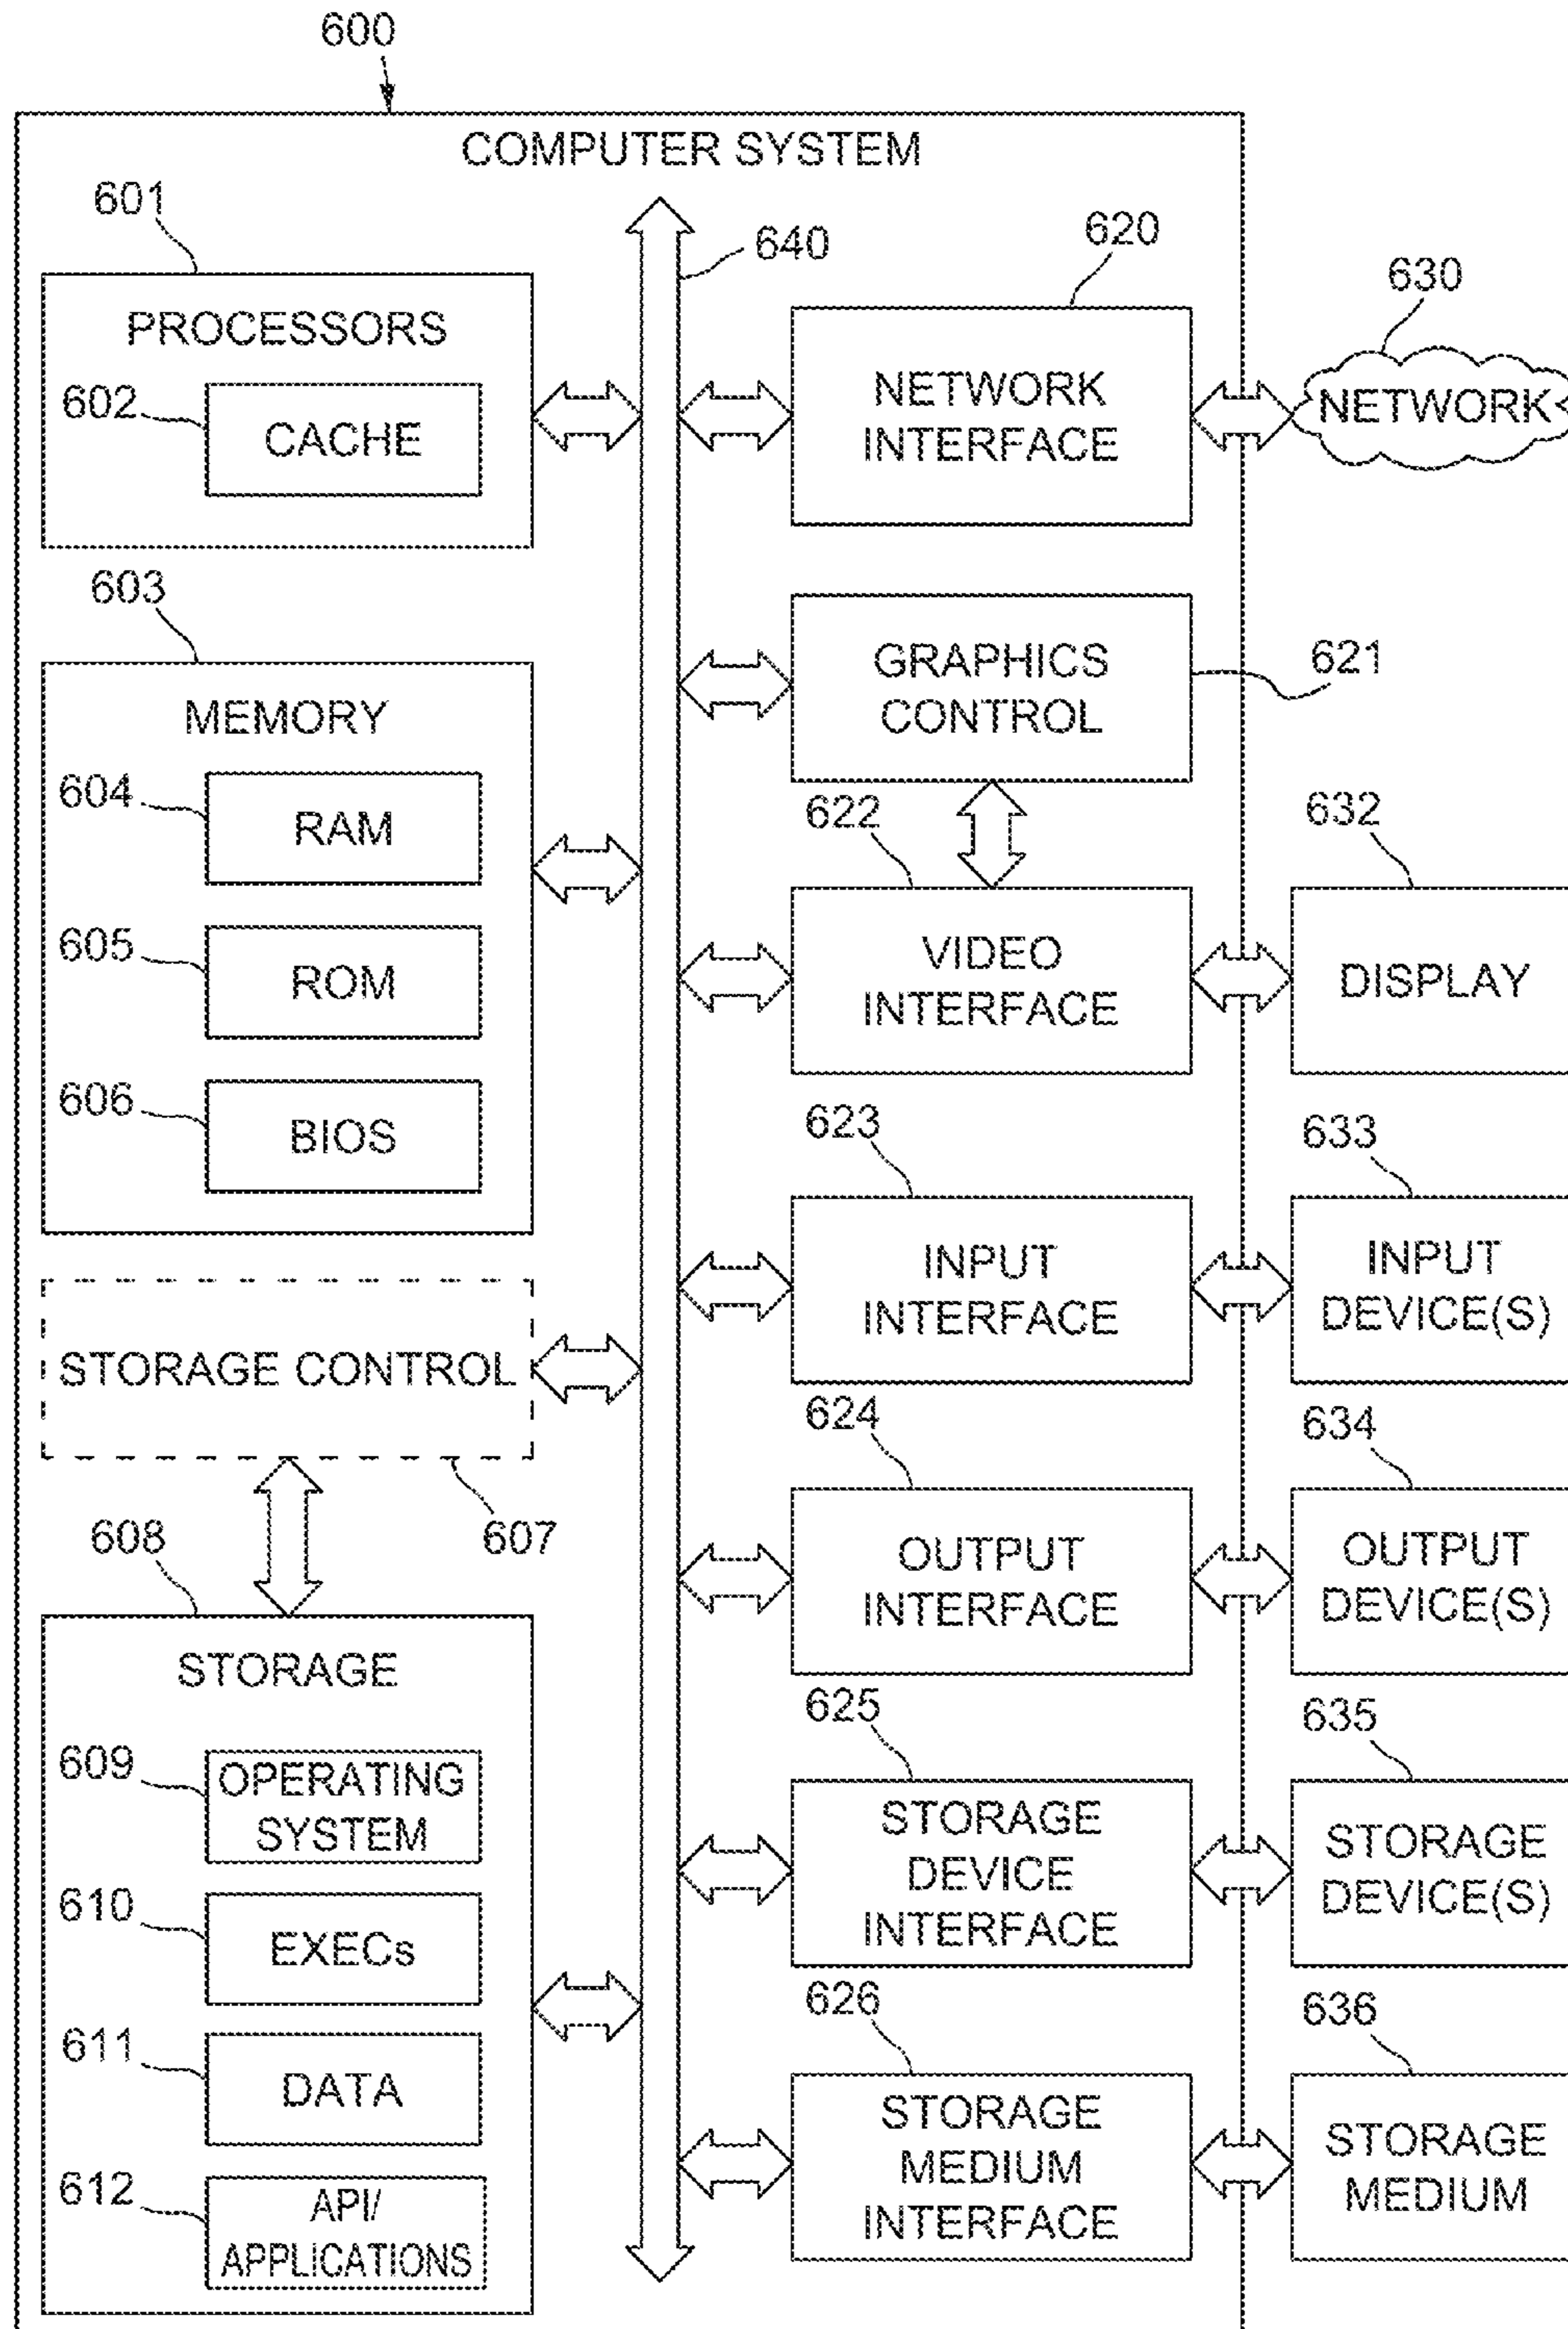 600
COMPUTER SYSTEM
601
PROCESSORS
602
CACHE
603
MEMORY
604
RAM
605
ROM
606
BIOS
STORAGE CONTROL
607
608
STORAGE
609
OPERATING
SYSTEM
610
EXECs
611
DATA
612
API/
APPLICATIONS
640
620
NETWORK
INTERFACE
630
NETWORK
GRAPHICS
CONTROL
621
622
VIDEO
INTERFACE
632
DISPLAY
623
INPUT
INTERFACE
633
INPUT
DEVICE(S)
624
OUTPUT
INTERFACE
634
OUTPUT
DEVICE(S)
625
STORAGE
DEVICE
INTERFACE
635
STORAGE
DEVICE(S)
626
STORAGE
MEDIUM
INTERFACE
636
STORAGE
MEDIUM